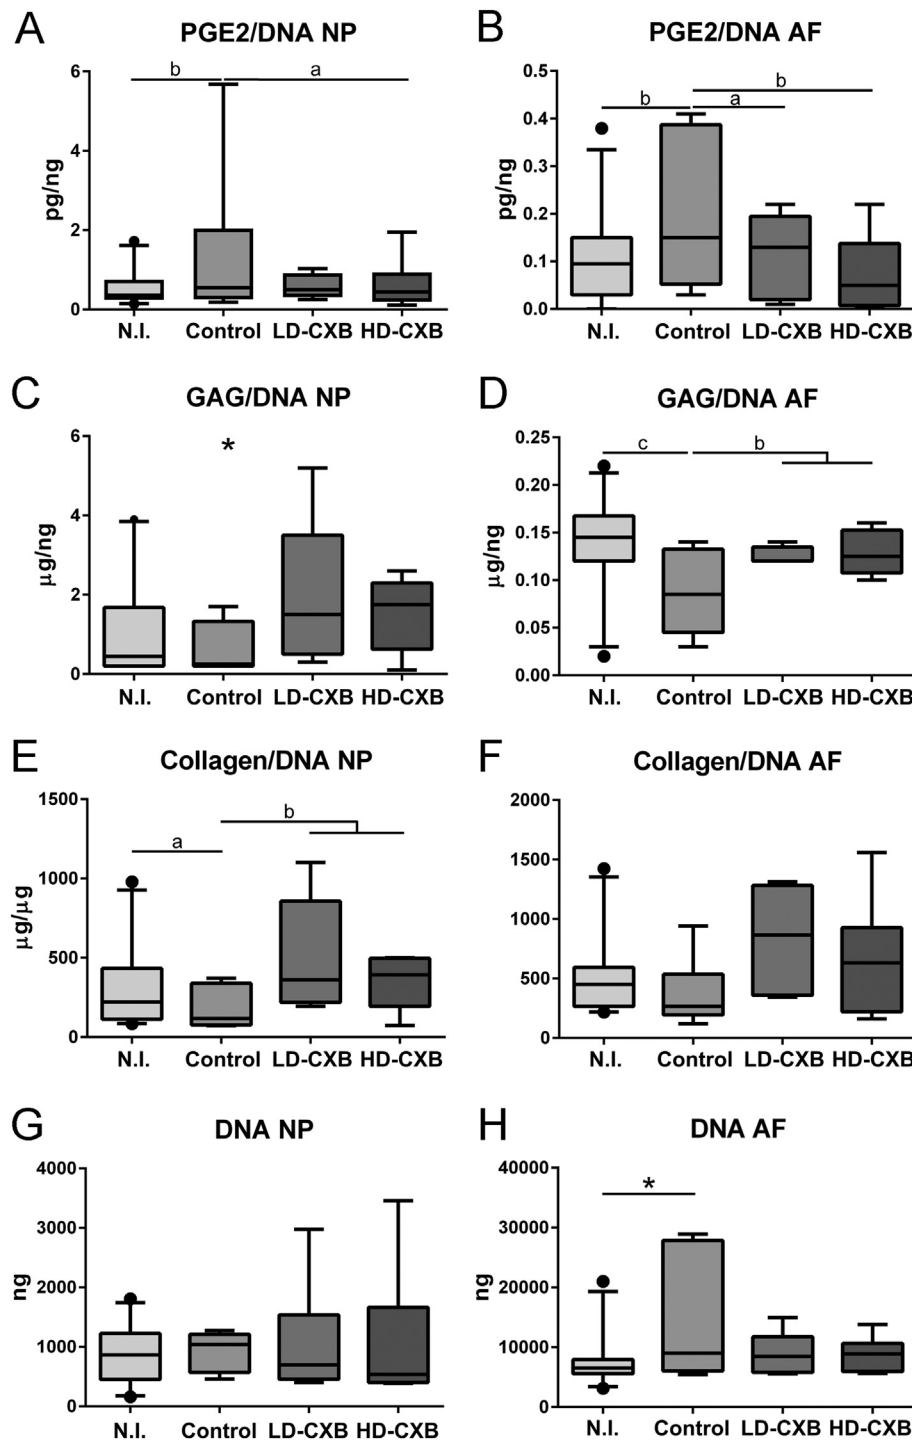 A
PGE2/DNA NP
pg/ng
6
4
2
0
b
a
N.I.
Control
LD-CXB
HD-CXB
B
PGE2/DNA AF
pg/ng
0.5
0.4
0.3
0.2
0.1
0.0
b
b
a
N.I.
Control
LD-CXB
HD-CXB
C
GAG/DNA NP
µg/ng
6
4
2
0
*
N.I.
Control
LD-CXB
HD-CXB
D
GAG/DNA AF
µg/ng
0.25
0.20
0.15
0.10
0.05
0.00
c
b
N.I.
Control
LD-CXB
HD-CXB
E
Collagen/DNA NP
µg/µg
1500
1000
500
0
a
b
N.I.
Control
LD-CXB
HD-CXB
F
Collagen/DNA AF
2000
1500
1000
500
0
N.I.
Control
LD-CXB
HD-CXB
G
DNA NP
ng
4000
3000
2000
1000
0
N.I.
Control
LD-CXB
HD-CXB
H
DNA AF
ng
40000
30000
20000
10000
0
*
N.I.
Control
LD-CXB
HD-CXB